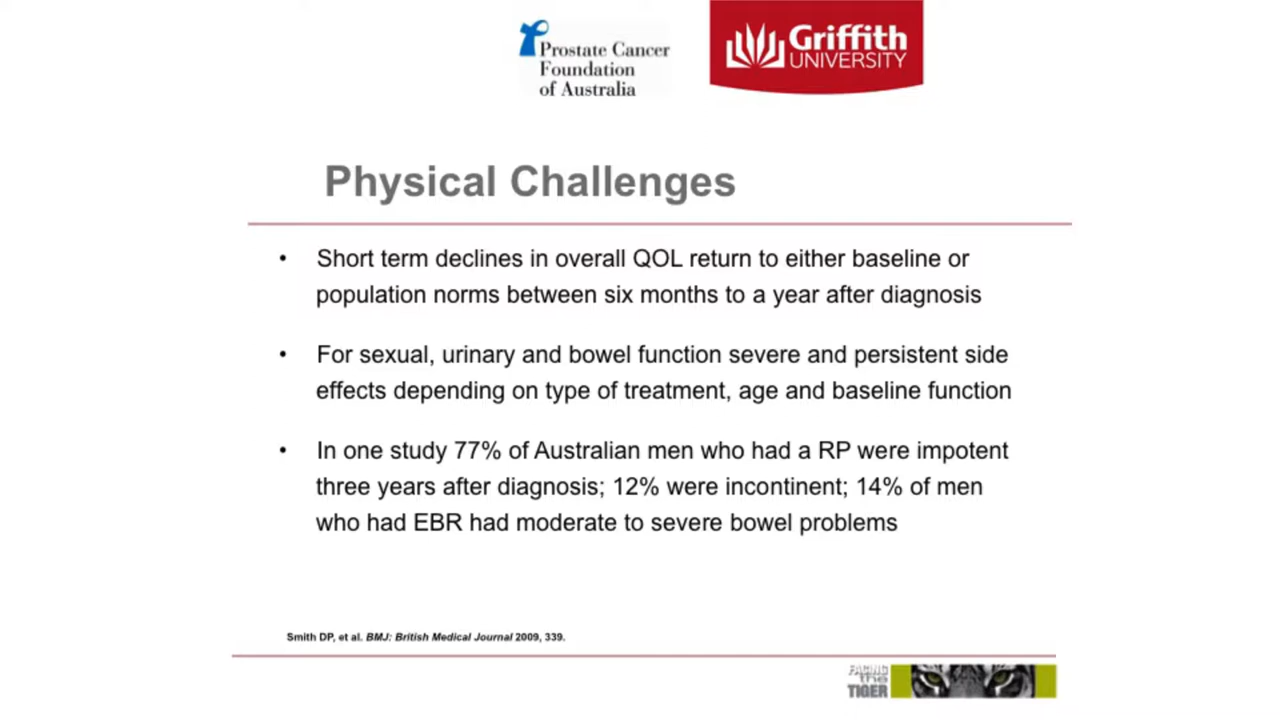 Prostate Cancer
Foundation
of Australia
Griffith
UNIVERSITY
Physical Challenges
• Short term declines in overall QOL return to either baseline or
population norms between six months to a year after diagnosis
• For sexual, urinary and bowel function severe and persistent side
effects depending on type of treatment, age and baseline function
• In one study 77% of Australian men who had a RP were impotent
three years after diagnosis; 12% were incontinent; 14% of men
who had EBR had moderate to severe bowel problems
Smith DP, et al. BMJ: British Medical Journal 2009, 339.
FACING
the
TIGER